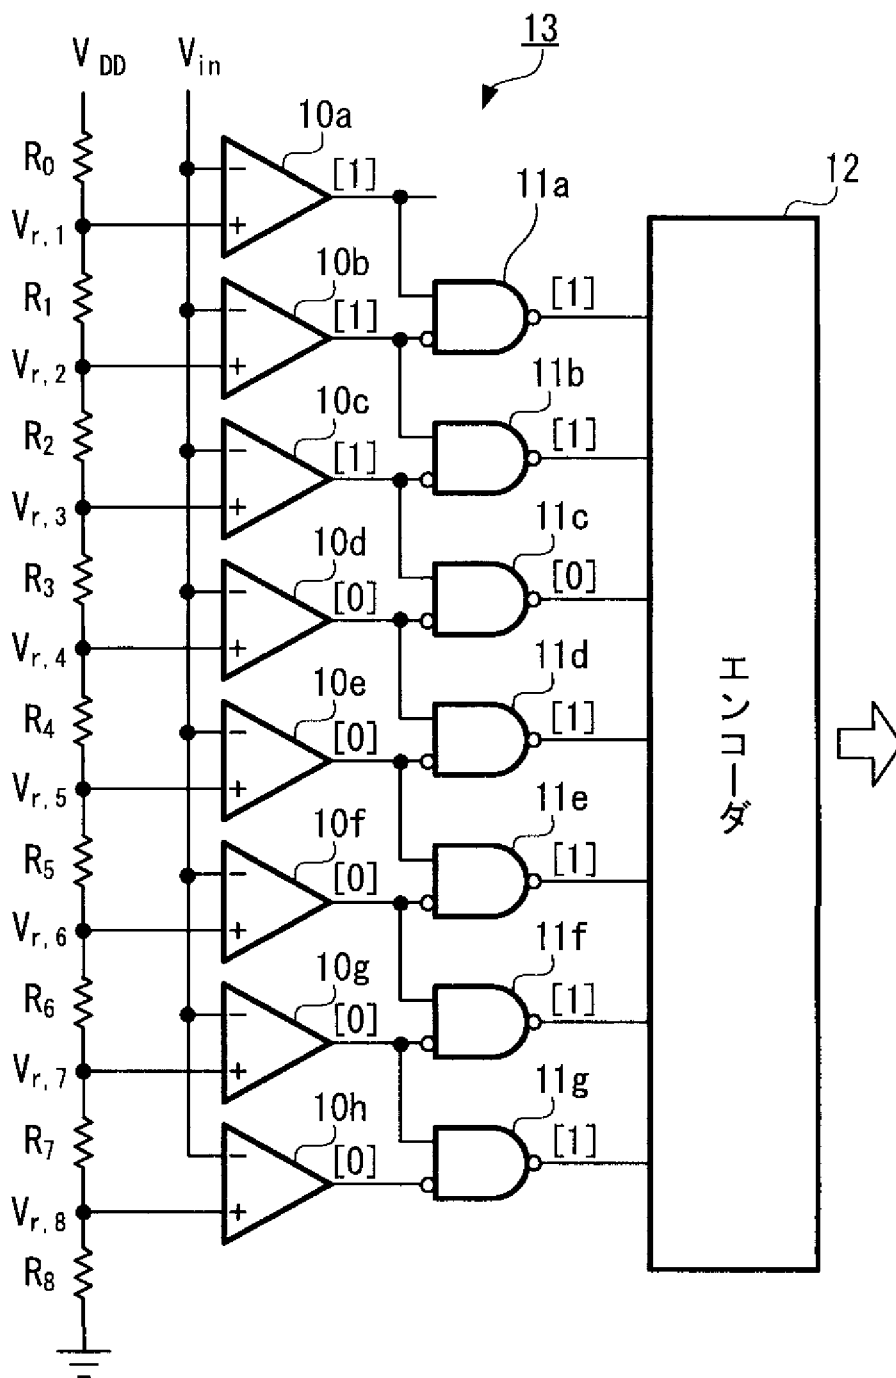 13
V_DD V_in
10a
R_0 [1] 11a 12
- 
V_r,1 +
10b
R_1 - [1] [1]
V_r,2 +
10c 11b
R_2 - [1] [1]
V_r,3 +
10d 11c
R_3 - [0] [0]
V_r,4 +
10e 11d
R_4 - [0] [1]
V_r,5 +
10f 11e
R_5 - [0] [1]
V_r,6 +
10g 11f
R_6 - [0] [1]
V_r,7 +
10h 11g
R_7 - [0] [1]
V_r,8 +
R_8
エンコーダ